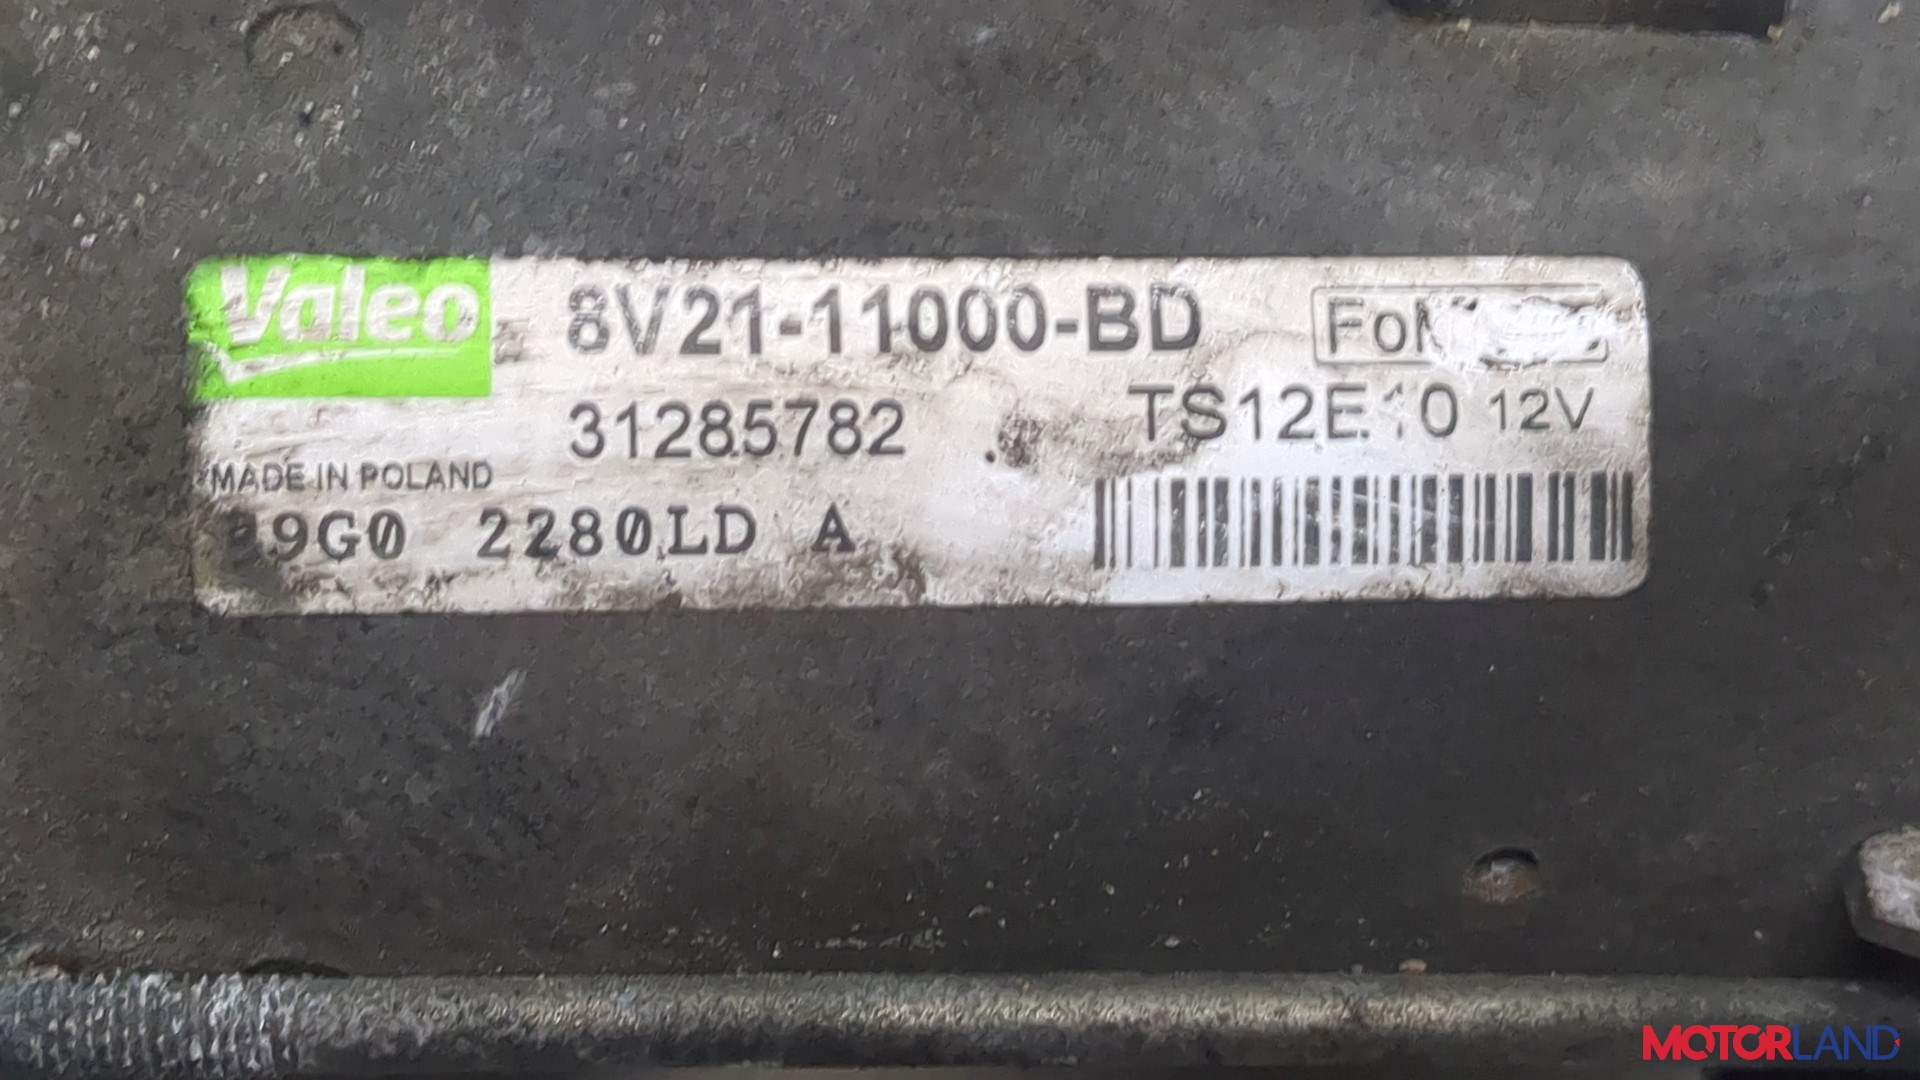 Valeo 8V21-11000-BD
31285782 TS12E10 12V
MADE IN POLAND
2280LD A
MOTORLAND